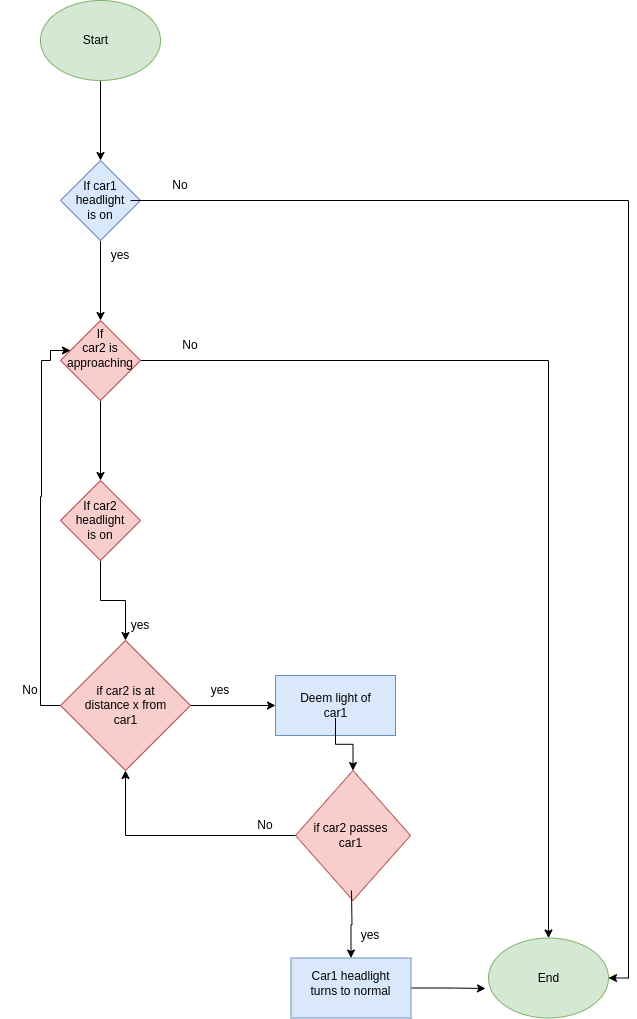 Start
If car1
headlight
is on
No
yes
If
car2 is
approaching
No
If car2
headlight
is on
yes
if car2 is at
distance x from
car1
No
yes
Deem light of
car1
if car2 passes
car1
No
yes
Car1 headlight
turns to normal
End